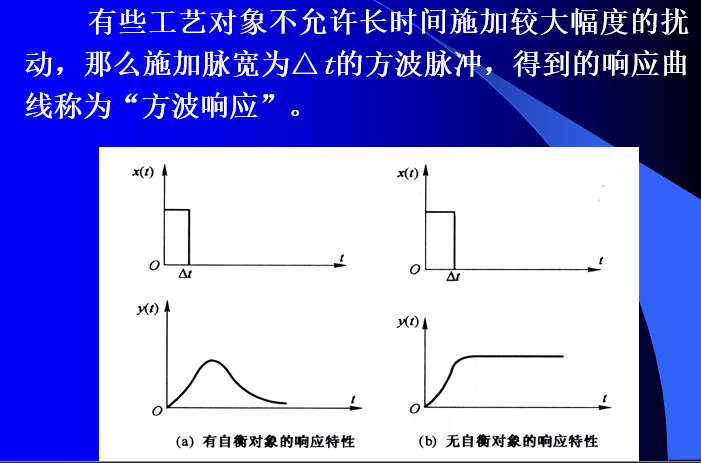 有些工艺对象不允许长时间施加较大幅度的扰
动，那么施加脉宽为△t的方波脉冲，得到的响应曲
线称为“方波响应”。
x(t)
x(t)
t
t
O
Δt
O
Δt
y(t)
y(t)
t
t
O
O
(a) 有自衡对象的响应特性
(b) 无自衡对象的响应特性